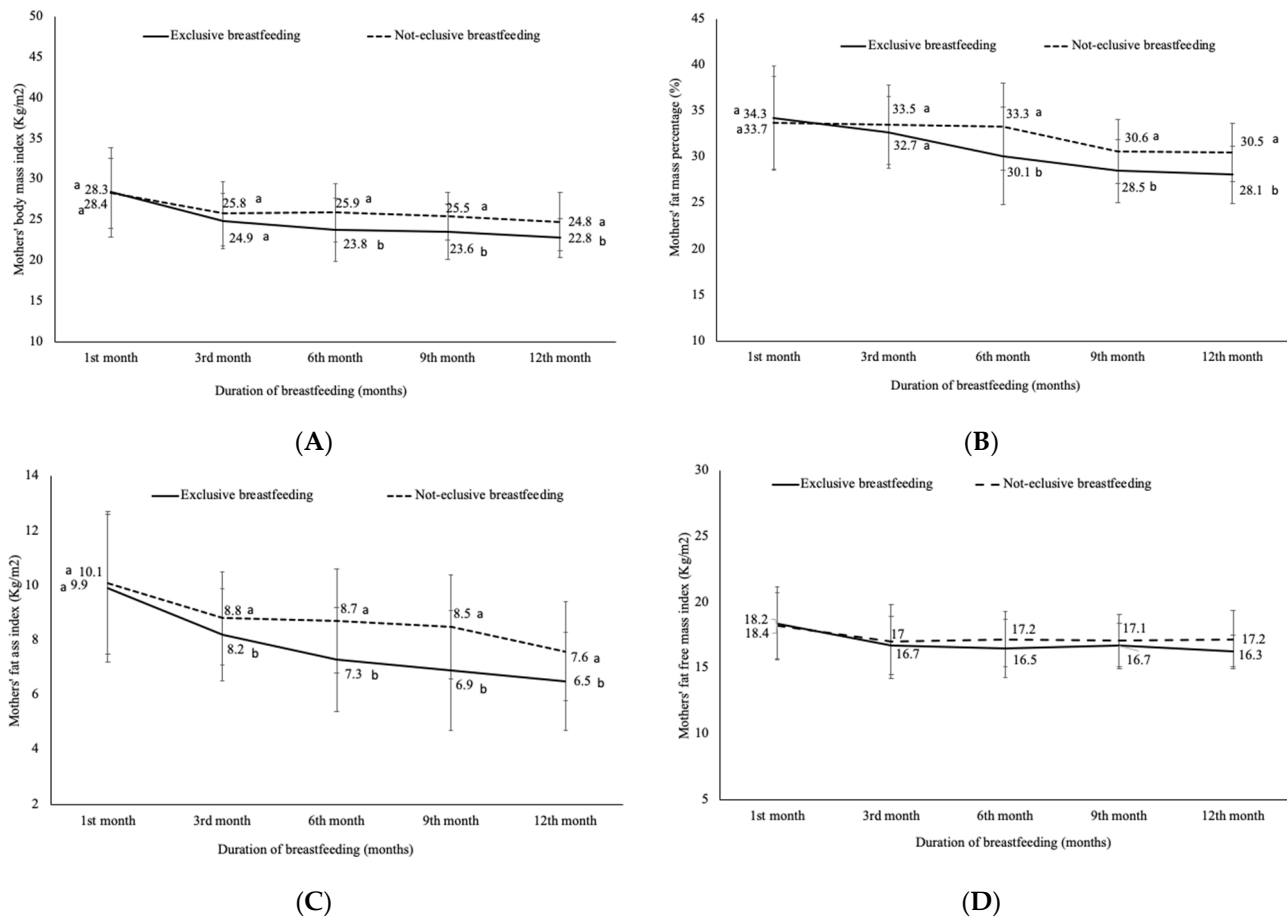 50
45
40
35
30
25
20
15
10
Mothers' body mass index (Kg/m2)
Exclusive breastfeeding
Not-eclusive breastfeeding
a 28.3
28.4
a
25.8 a
24.9 a
25.9 a
23.8 b
25.5 a
23.6 b
24.8 a
22.8 b
1st month 3rd month 6th month 9th month 12th month
Duration of breastfeeding (months)
(A)
45
40
35
30
25
20
15
10
Mothers' fat mass percentage (%)
Exclusive breastfeeding
Not-eclusive breastfeeding
a 34.3
a33.7
33.5 a
32.7 a
33.3 a
30.1 b
30.6 a
28.5 b
30.5 a
28.1 b
1st month 3rd month 6th month 9th month 12th month
Duration of breastfeeding (months)
(B)
14
12
10
8
6
4
2
Mothers' fat ass index (Kg/m2)
Exclusive breastfeeding
Not-eclusive breastfeeding
a 10.1
a 9.9
8.8 a
8.2 b
8.7 a
7.3 b
8.5 a
6.9 b
7.6 a
6.5 b
1st month 3rd month 6th month 9th month 12th month
Duration of breastfeeding (months)
(C)
30
25
20
15
10
5
Mothers' fat free mass index (Kg/m2)
Exclusive breastfeeding
Not-eclusive breastfeeding
18.2
18.4
17
16.7
17.2
16.5
17.1
16.7
17.2
16.3
1st month 3rd month 6th month 9th month 12th month
Duration of breastfeeding (months)
(D)